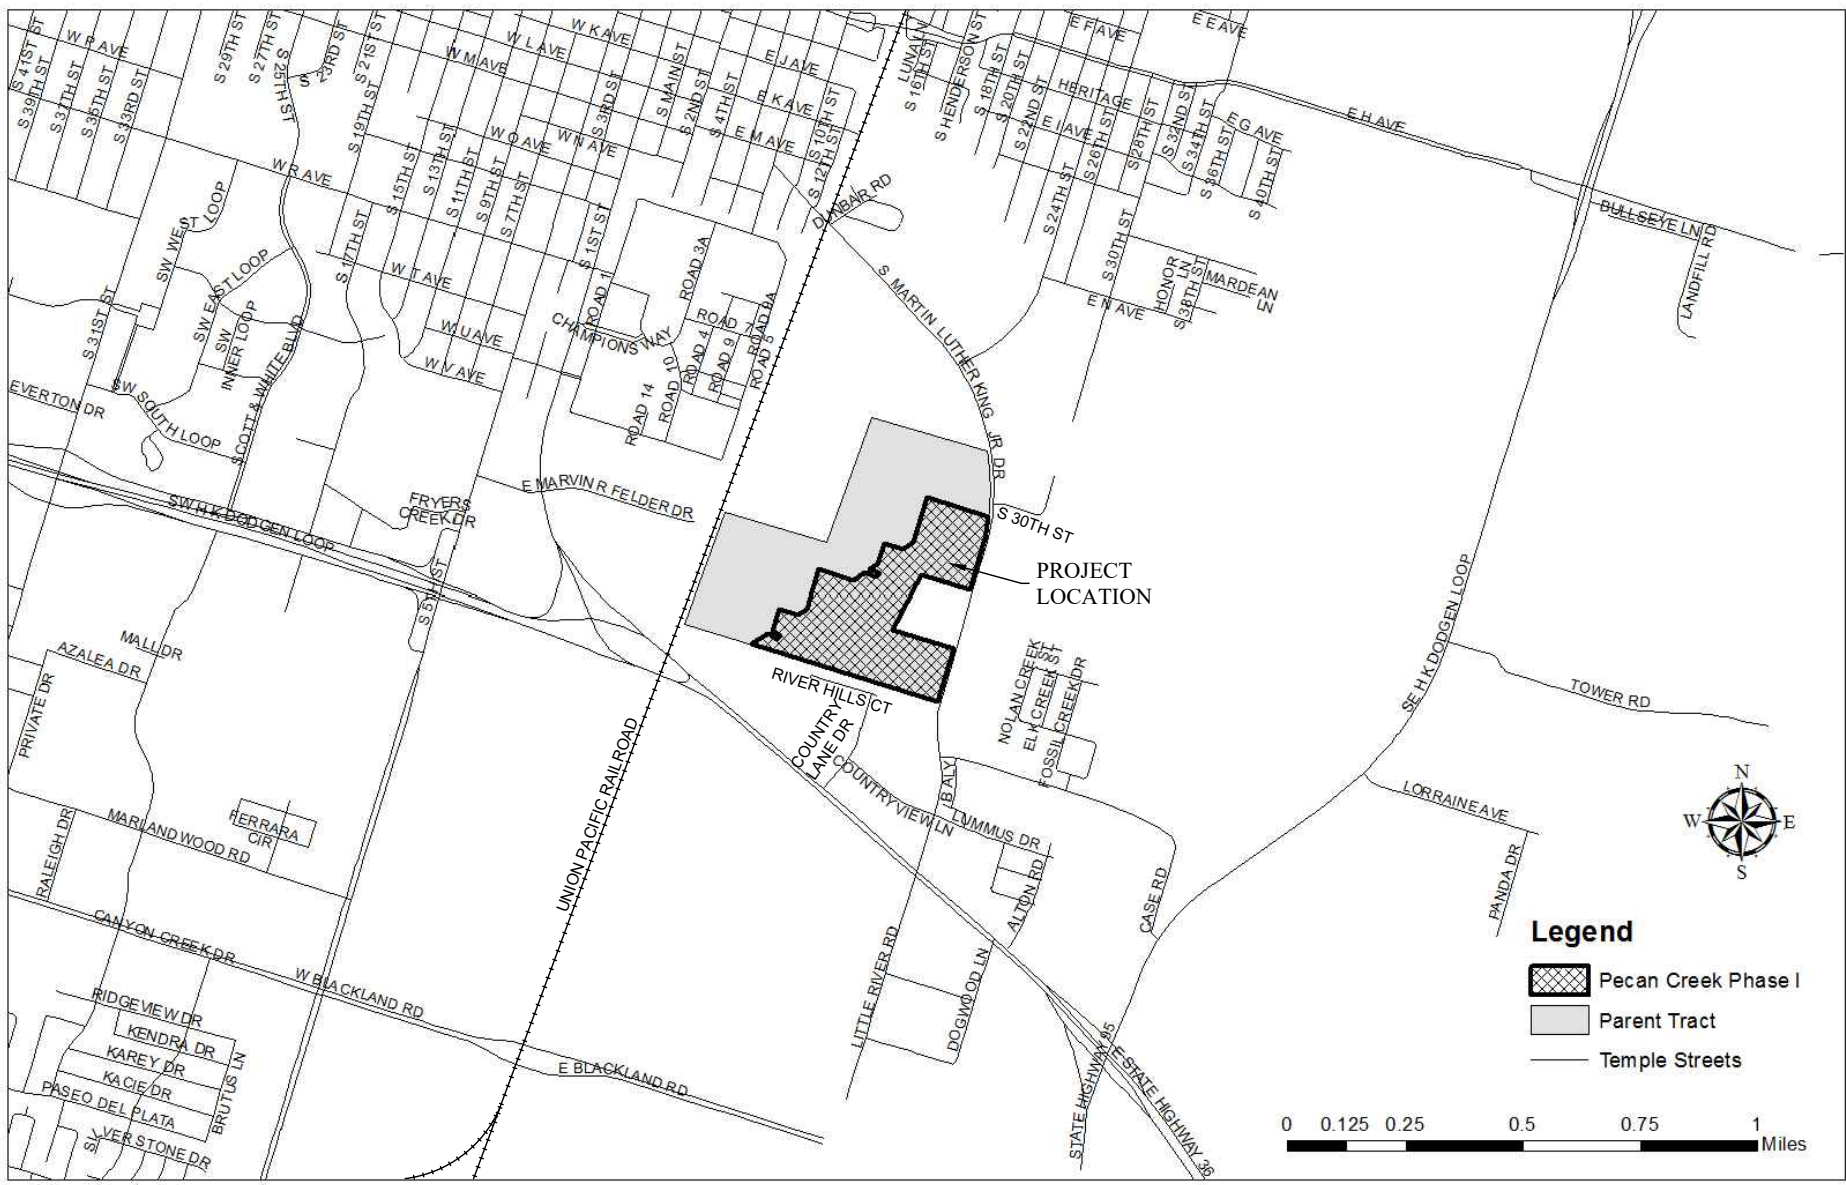 S 41ST ST
S 39TH ST
W P AVE
S 37TH ST
S 35TH ST
S 33RD ST
S 29TH ST
S 27TH ST
S 25TH ST
S 23RD ST
S 21ST ST
S 19TH ST
W M AVE
W L AVE
W K AVE
S 3RD ST
S MAIN ST
S 2ND ST
S 4TH ST
E J AVE
E K AVE
E M AVE
S 10TH ST
S 12TH ST
LUNA LN
S 16TH ST
S HENDERSON ST
S 18TH ST
S 20TH ST
S 22ND ST
E F AVE
E E AVE
HERITAGE
E I AVE
S 24TH ST
S 26TH ST
S 28TH ST
S 32ND ST
S 34TH ST
S 36TH ST
E G AVE
S 40TH ST
E H AVE
BULLSEYE LN
LANDFILL RD
W R AVE
S 17TH ST
S 15TH ST
S 13TH ST
S 11TH ST
S 9TH ST
S 7TH ST
W O AVE
W N AVE
S 1ST ST
DUNBAR RD
S 30TH ST
HONOR
LN
S 38TH ST
MARDEAN
LN
E N AVE
SW WEST LOOP
SW EAST LOOP
SW
INNER LOOP
S 31ST ST
SCOTT & WHITE BLVD
W T AVE
W U AVE
W V AVE
ROAD 1
CHAMPIONS WAY
ROAD 3A
ROAD 7
ROAD 4
ROAD 9
ROAD 9A
ROAD 5
ROAD 10
ROAD 14
S MARTIN LUTHER KING JR DR
EVERTON DR
SW SOUTH LOOP
SW H K DODGEN LOOP
FRYERS
CREEK DR
E MARVIN R FELDER DR
S 30TH ST
PROJECT
LOCATION
S 5TH ST
MALL DR
AZALEA DR
PRIVATE DR
RIVER HILLS CT
COUNTRY
LANE DR
COUNTRY VIEW LN
NOLAN CREEK
ST
ELK CREEK ST
FOSSIL CREEK DR
SE H K DODGEN LOOP
TOWER RD
UNION PACIFIC RAILROAD
B ALY
LUMMUS DR
ALTON RD
CASE RD
LORRAINE AVE
PANDA DR
RALEIGH DR
MARLANDWOOD RD
FERRARA
CIR
CANYON CREEK DR
W BLACKLAND RD
E BLACKLAND RD
LITTLE RIVER RD
DOGWOOD LN
STATE HIGHWAY 95
E STATE HIGHWAY 36
RIDGEVIEW DR
KENDRA DR
KAREY DR
KACIE DR
PASEO DEL PLATA
SILVERSTONE DR
BRUTUS LN
N
W E
S
Legend
Pecan Creek Phase I
Parent Tract
Temple Streets
0 0.125 0.25 0.5 0.75 1
Miles